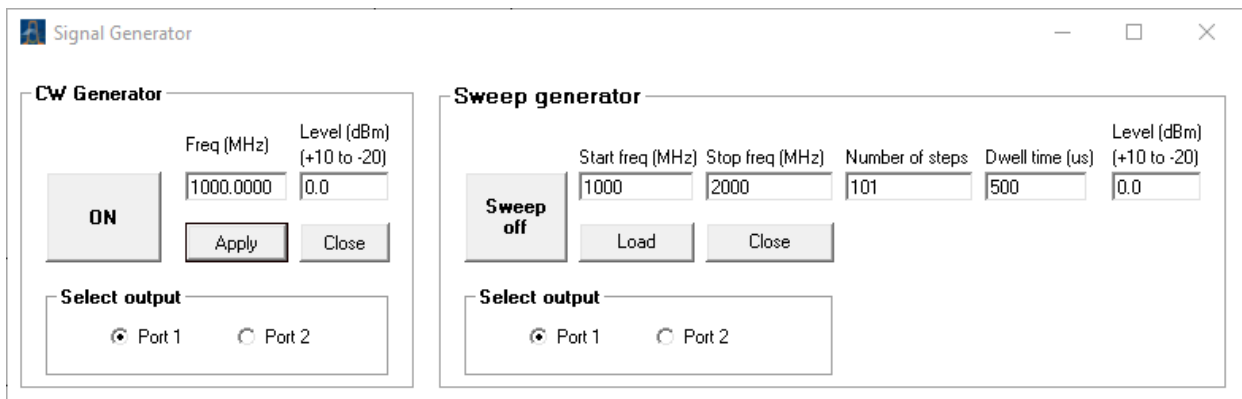 Signal Generator
CW Generator
Freq (MHz)
Level (dBm)
(+10 to -20)
1000.0000
0.0
ON
Apply
Close
Select output
Port 1
Port 2
Sweep generator
Start freq (MHz)
Stop freq (MHz)
Number of steps
Dwell time (us)
Level (dBm)
(+10 to -20)
1000
2000
101
500
0.0
Sweep
off
Load
Close
Select output
Port 1
Port 2